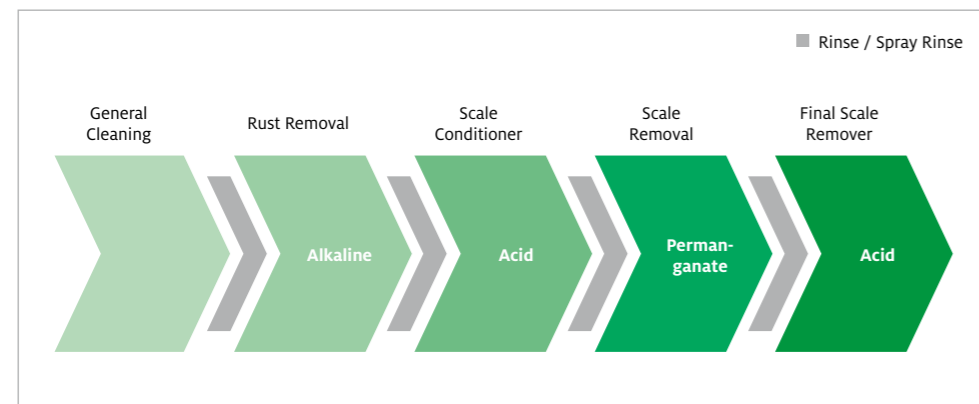 Rinse / Spray Rinse
General
Cleaning
Rust Removal
Scale
Conditioner
Scale
Removal
Final Scale
Remover
Alkaline
Acid
Perman-
ganate
Acid